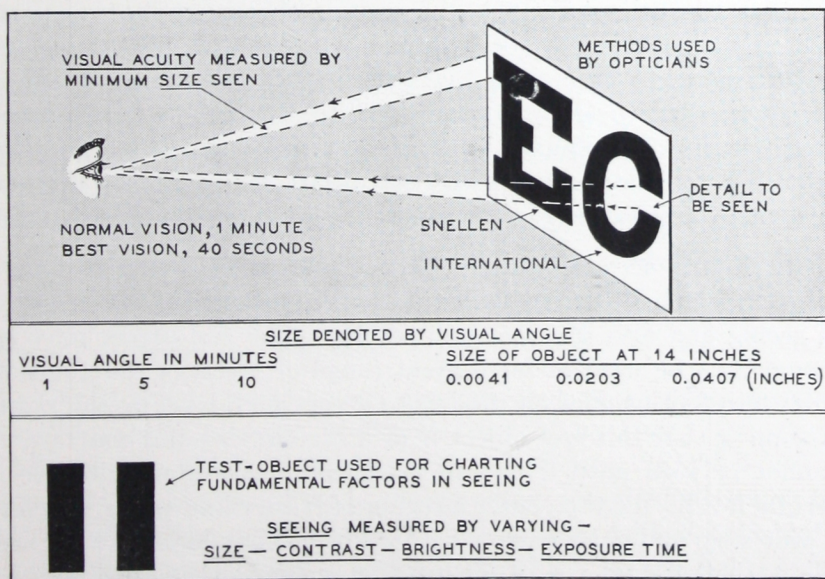 VISUAL ACUITY MEASURED BY
MINIMUM SIZE SEEN
METHODS USED
BY OPTICIANS
E C
DETAIL TO
BE SEEN
SNELLEN
INTERNATIONAL
NORMAL VISION, 1 MINUTE
BEST VISION, 40 SECONDS
SIZE DENOTED BY VISUAL ANGLE
VISUAL ANGLE IN MINUTES
1 5 10
SIZE OF OBJECT AT 14 INCHES
0.0041 0.0203 0.0407 (INCHES)
TEST-OBJECT USED FOR CHARTING
FUNDAMENTAL FACTORS IN SEEING
SEEING MEASURED BY VARYING –
SIZE – CONTRAST – BRIGHTNESS – EXPOSURE TIME